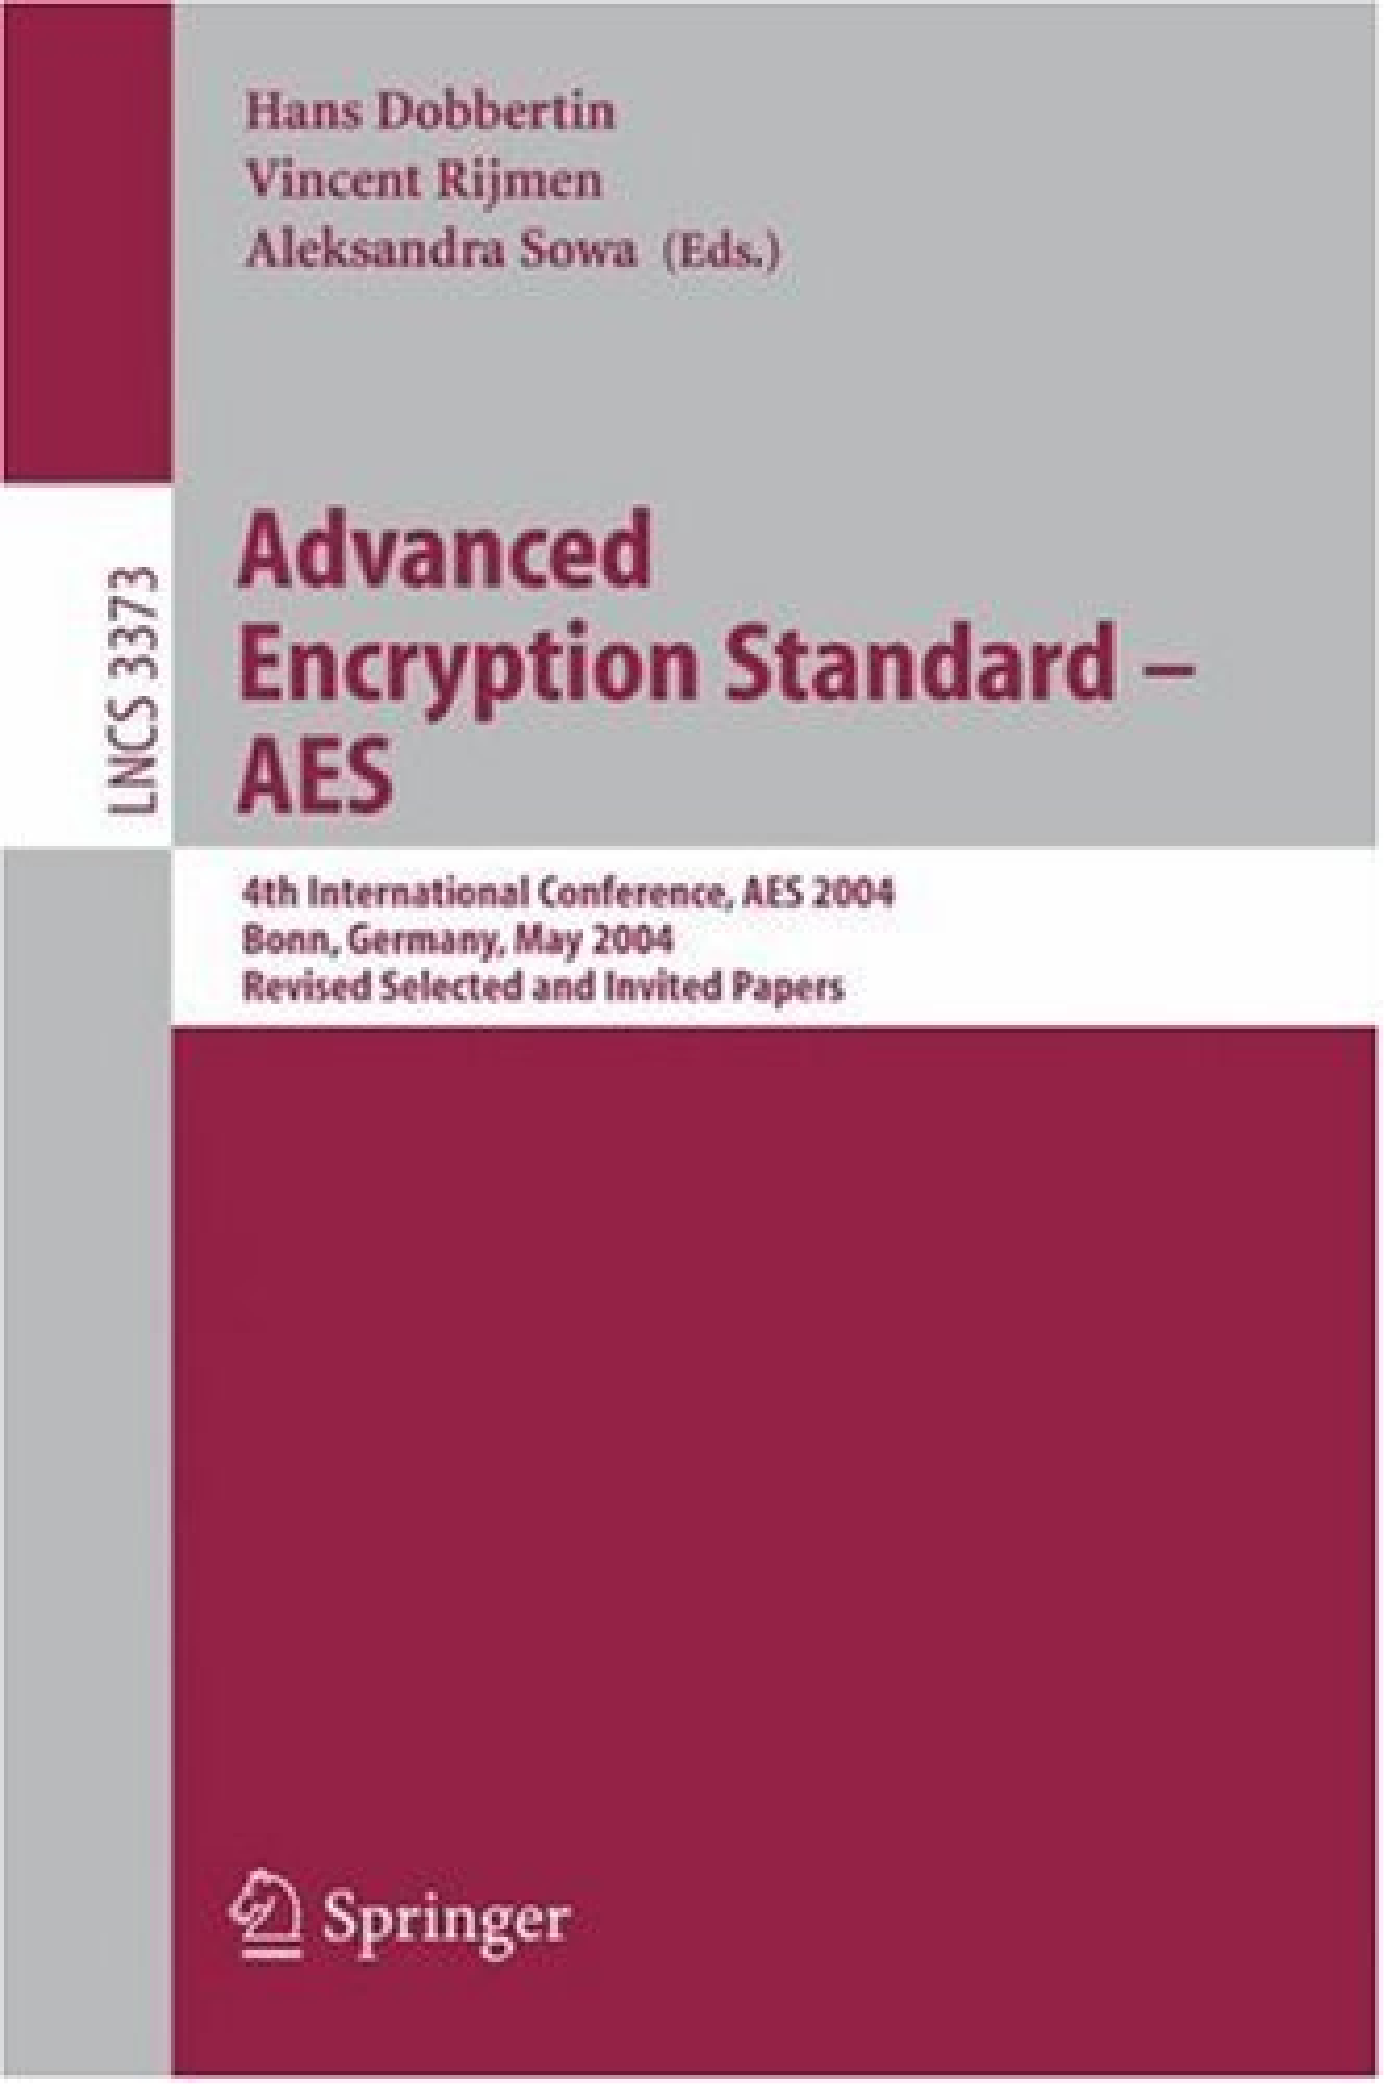 Hans Dobbertin
Vincent Rijmen
Aleksandra Sowa (Eds.)
LNCS 3373
Advanced
Encryption Standard –
AES
4th International Conference, AES 2004
Bonn, Germany, May 2004
Revised Selected and Invited Papers
Springer